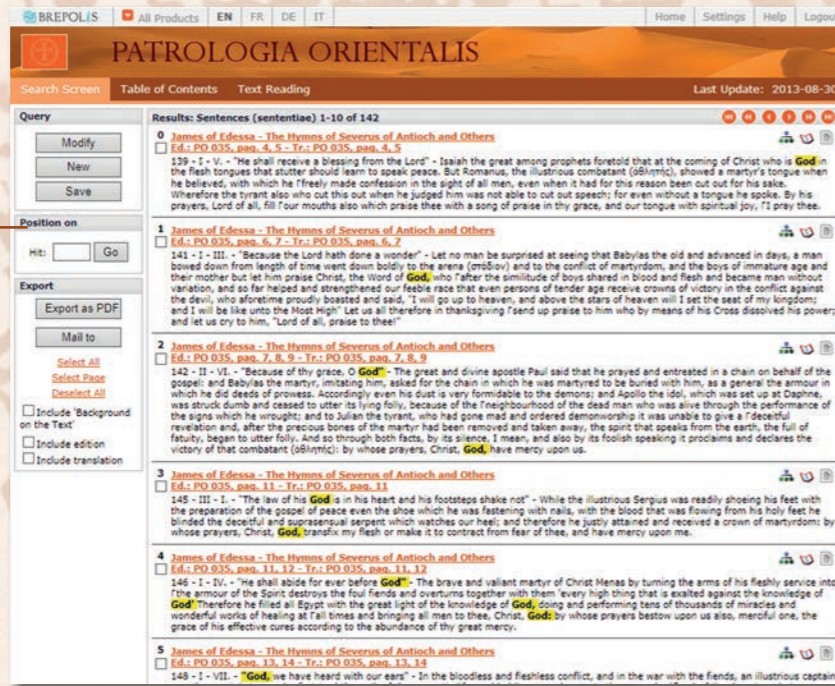 BREPOLiS All Products EN FR DE IT Home Settings Help Logou
PATROLOGIA ORIENTALIS
Search Screen Table of Contents Text Reading Last Update: 2013-08-30
Query
Modify
New
Save
Position on
Hit: Go
Export
Export as PDF
Mail to
Select All
Select Page
Deselect All
Include 'Background
on the Text'
Include edition
Include translation
Results: Sentences (sententiae) 1-10 of 142
0 James of Edessa - The Hymns of Severus of Antioch and Others
Ed.: PO 035, pag. 4, 5 - Tr.: PO 035, pag. 4, 5
139 - I - V. - "He shall receive a blessing from the Lord" - Isaiah the great among prophets foretold that at the coming of Christ who is God in
the flesh tongues that stutter should learn to speak peace. But Romanus, the illustrious combatant (ἀθλητής), showed a martyr's tongue when
he believed, with which he ᒥfreely made confession in the sight of all men, even when it had for this reason been cut out for his sake.
Wherefore the tyrant also who cut this out when he judged him was not able to cut out speech; for even without a tongue he spoke. By his
prayers, Lord of all, fill ᒥour mouths also which praise thee with a song of praise in thy grace, and our tongue with spiritual joy, ᒥI pray thee.
1 James of Edessa - The Hymns of Severus of Antioch and Others
Ed.: PO 035, pag. 6, 7 - Tr.: PO 035, pag. 6, 7
141 - I - III. - "Because the Lord hath done a wonder" - Let no man be surprised at seeing that Babylas the old and advanced in days, a man
bowed down from length of time went down boldly to the arena (στάδιον) and to the conflict of martyrdom, and the boys of immature age and
their mother but let him praise Christ, the Word of God, who ᒥafter the similitude of boys shared in blood and flesh and became man without
variation, and so far helped and strengthened our feeble race that even persons of tender age receive crowns of victory in the conflict against
the devil, who aforetime proudly boasted and said, "I will go up to heaven, and above the stars of heaven will I set the seat of my kingdom;
and I will be like unto the Most High" Let us all therefore in thanksgiving ᒥsend up praise to him who by means of his Cross dissolved his power;
and let us cry to him, "Lord of all, praise to thee!"
2 James of Edessa - The Hymns of Severus of Antioch and Others
Ed.: PO 035, pag. 7, 8, 9 - Tr.: PO 035, pag. 7, 8, 9
142 - II - VI. - "Because of thy grace, O God" - The great and divine apostle Paul said that he prayed and entreated in a chain on behalf of the
gospel: and Babylas the martyr, imitating him, asked for the chain in which he was martyred to be buried with him, as a general the armour in
which he did deeds of prowess. Accordingly even his dust is very formidable to the demons; and Apollo the idol, which was set up at Daphne,
was struck dumb and ceased to utter its lying folly, because of the ᒥneighbourhood of the dead man who was alive through the performance of
the signs which he wrought; and to Julian the tyrant, who had gone mad and ordered demonworship it was unable to give a ᒥdeceitful
revelation and, after the precious bones of the martyr had been removed and taken away, the spirit that speaks from the earth, the full of
fatuity, began to utter folly. And so through both facts, by its silence, I mean, and also by its foolish speaking it proclaims and declares the
victory of that combatant (ἀθλητής): by whose prayers, Christ, God, have mercy upon us.
3 James of Edessa - The Hymns of Severus of Antioch and Others
Ed.: PO 035, pag. 11 - Tr.: PO 035, pag. 11
145 - III - I. - "The law of his God is in his heart and his footsteps shake not" - While the illustrious Sergius was readily shoeing his feet with
the preparation of the gospel of peace even the shoe which he was fastening with nails, with the blood that was flowing from his holy feet he
blinded the deceitful and suprasensual serpent which watches our heel; and therefore he justly attained and received a crown of martyrdom: by
whose prayers, Christ, God, transfix my flesh or make it to contract from fear of thee, and have mercy upon me.
4 James of Edessa - The Hymns of Severus of Antioch and Others
Ed.: PO 035, pag. 11, 12 - Tr.: PO 035, pag. 11, 12
146 - I - IV. - "He shall abide for ever before God" - The brave and valiant martyr of Christ Menas by turning the arms of his fleshly service into
ᒥthe armour of the Spirit destroys the foul fiends and overturns together with them 'every high thing that is exalted against the knowledge of
God' Therefore he filled all Egypt with the great light of the knowledge of God, doing and performing tens of thousands of miracles and
wonderful works of healing at ᒥall times and bringing all men to thee, Christ, God: by whose prayers bestow upon us also, merciful one, the
grace of his effective cures according to the abundance of thy great mercy.
5 James of Edessa - The Hymns of Severus of Antioch and Others
Ed.: PO 035, pag. 13, 14 - Tr.: PO 035, pag. 13, 14
148 - I - VII. - "God, we have heard with our ears" - In the bloodless and fleshless conflict, and in the war with the fiends, an illustrious captain